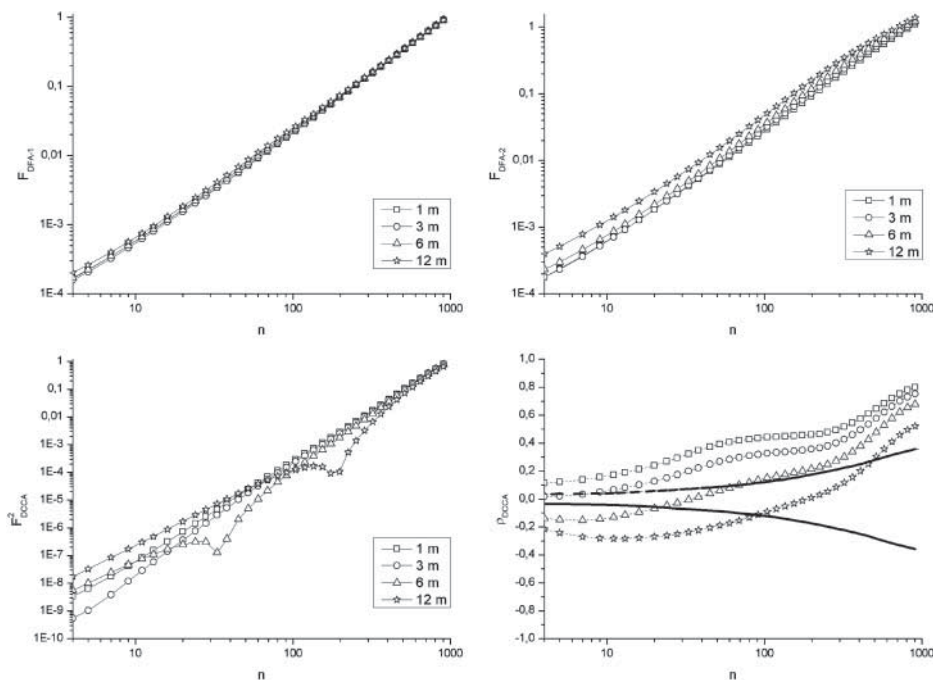 1
0,1
0,01
1E-3
1E-4
F_DFA-1
10
100
1000
n
1 m
3 m
6 m
12 m
1
0,1
0,01
1E-3
1E-4
F_DFA-2
10
100
1000
n
1 m
3 m
6 m
12 m
1
0,1
0,01
1E-3
1E-4
1E-5
1E-6
1E-7
1E-8
1E-9
1E-10
F²_DCCA
10
100
1000
n
1 m
3 m
6 m
12 m
1,0
0,8
0,6
0,4
0,2
0,0
-0,2
-0,4
-0,6
-0,8
-1,0
ρ_DCCA
10
100
1000
n
1 m
3 m
6 m
12 m